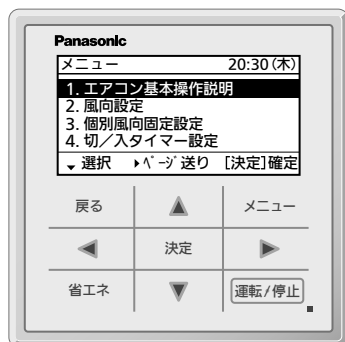 Panasonic
メニュー 20:30(木)
1. エアコン基本操作説明
2. 風向設定
3. 個別風向固定設定
4. 切/入タイマー設定
選択 ﾍﾟｰｼﾞ送り [決定]確定
戻る メニュー
決定
省エネ 運転/停止